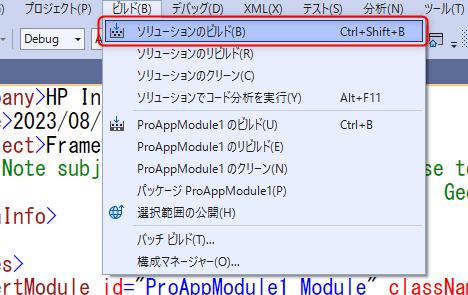 プロジェクト(P) ビルド(B) デバッグ(D) XML(X) テスト(S) 分析(N) ツール(T)
Debug
ソリューションのビルド(B) Ctrl+Shift+B
ソリューションのリビルド(R)
ソリューションのクリーン(C)
ソリューションでコード分析を実行(Y) Alt+F11
ProAppModule1 のビルド(U) Ctrl+B
ProAppModule1 のリビルド(E)
ProAppModule1 のクリーン(N)
パッケージ ProAppModule1(P)
選択範囲の公開(H)
バッチ ビルド(T)...
構成マネージャー(O)...
pany>HP In
>2023/08/
ject>Frame
Note subj
se to
Geo
nInfo>
es>
ertModule id="ProAppModule1_Module" classNam